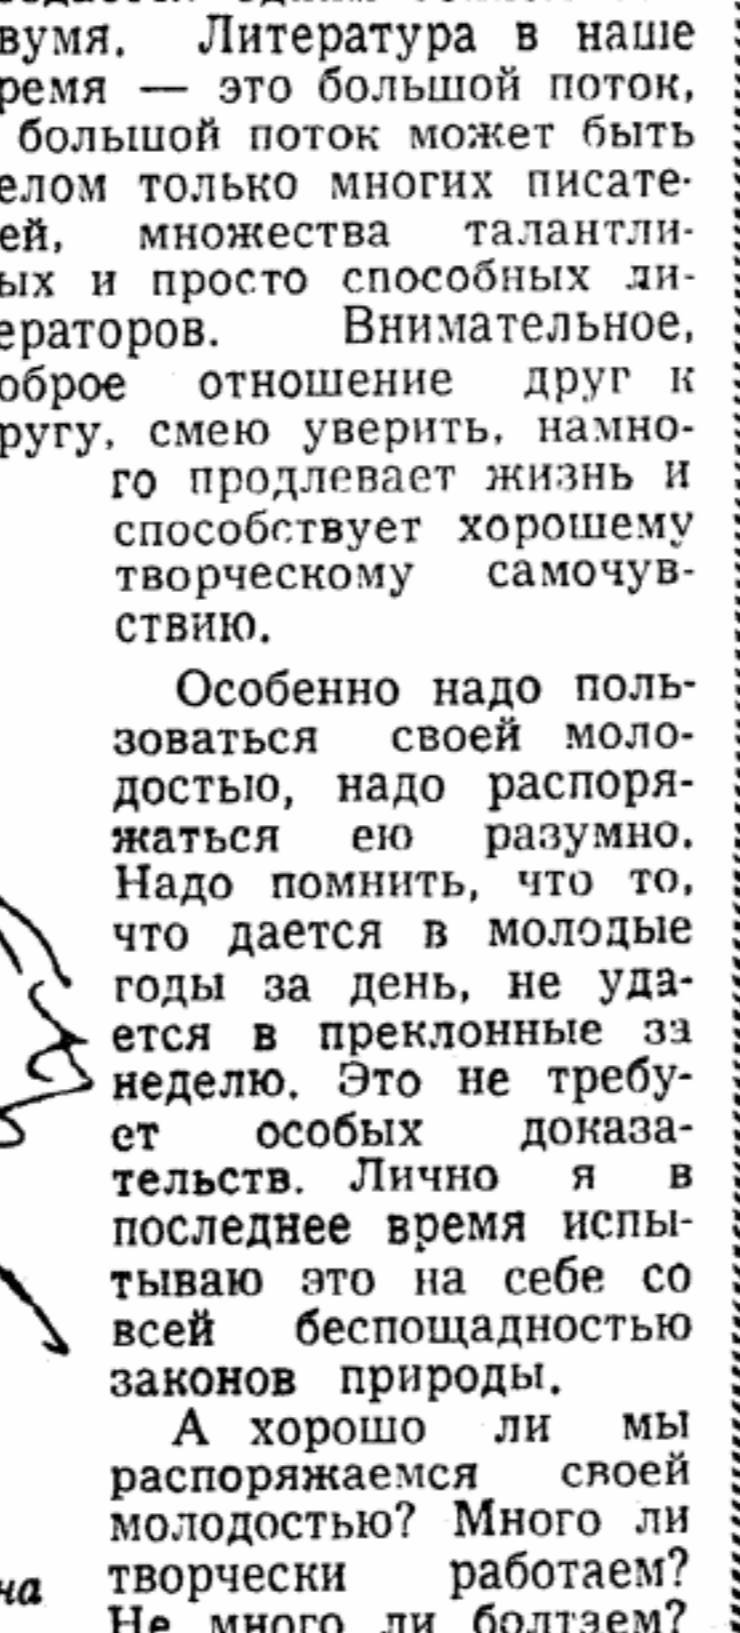 вумя. Литература в наше
ремя — это большой поток,
большой поток может быть
елом только многих писате-
ей, множества талантли-
ых и просто способных ли-
ераторов. Внимательное,
оброе отношение друг к
ругу, смею уверить, намно-
го продлевает жизнь и
способствует хорошему
творческому самочув-
ствию.
Особенно надо поль-
зоваться своей моло-
достью, надо распоря-
жаться ею разумно.
Надо помнить, что то,
что дается в молодые
годы за день, не уда-
ется в преклонные за
неделю. Это не требу-
ет особых доказа-
тельств. Лично я в
последнее время испы-
тываю это на себе со
всей беспощадностью
законов природы.
А хорошо ли мы
распоряжаемся своей
молодостью? Много ли
на творчески работаем?
Не много ли болтаем?